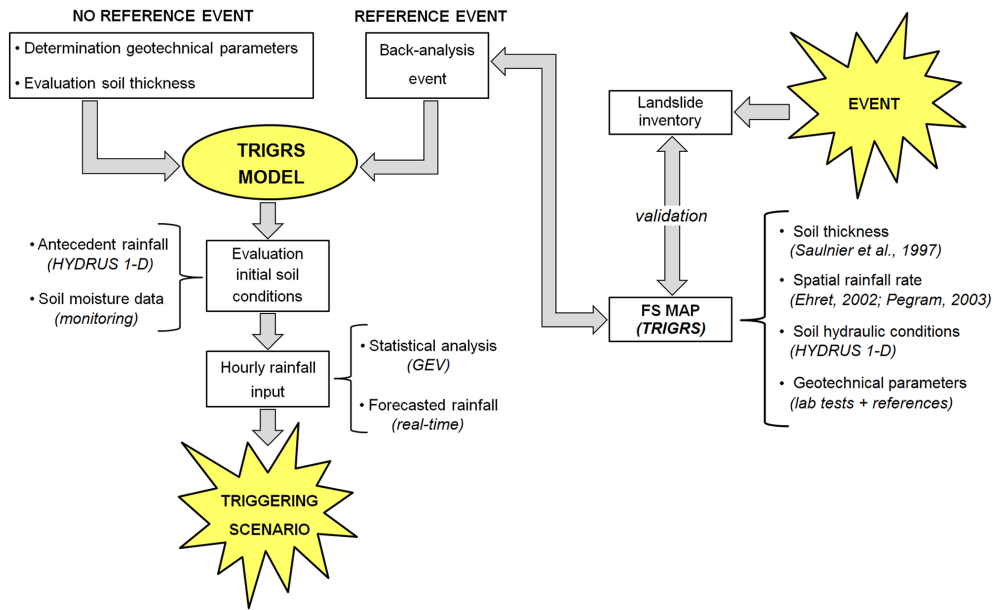 NO REFERENCE EVENT
• Determination geotechnical parameters
• Evaluation soil thickness
REFERENCE EVENT
Back-analysis
event
TRIGRS
MODEL
• Antecedent rainfall
(HYDRUS 1-D)
• Soil moisture data
(monitoring)
Evaluation
initial soil
conditions
Hourly rainfall
input
• Statistical analysis
(GEV)
• Forecasted rainfall
(real-time)
TRIGGERING
SCENARIO
EVENT
Landslide
inventory
validation
FS MAP
(TRIGRS)
• Soil thickness
(Saulnier et al., 1997)
• Spatial rainfall rate
(Ehret, 2002; Pegram, 2003)
• Soil hydraulic conditions
(HYDRUS 1-D)
• Geotechnical parameters
(lab tests + references)